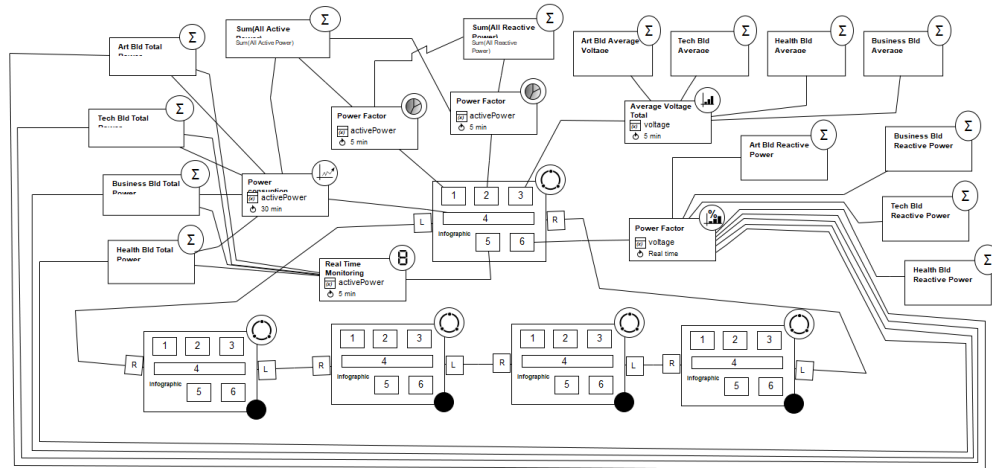 Σ
Art Bld Total
Power
Σ
Sum(All Active
Power)
Sum(All Active Power)
Σ
Sum(All Reactive
Power)
Sum(All Reactive
Power)
Σ
Art Bld Average
Voltage
Σ
Tech Bld
Average
Σ
Health Bld
Average
Σ
Business Bld
Average
Σ
Tech Bld Total
Power
Σ
Power Factor
activePower
5 min
Power Factor
activePower
5 min
Average Voltage
Total
voltage
5 min
Art Bld Reactive
Power
Σ
Business Bld
Reactive Power
Σ
Business Bld Total
Power
Σ
Power
activePower
30 min
1 2 3
4
infographic
5 6
L
R
Power Factor
%
voltage
Real time
Tech Bld
Reactive Power
Σ
Health Bld Total
Power
Σ
Real Time
Monitoring
8
activePower
5 min
Health Bld
Reactive Power
Σ
R
1 2 3
4
infographic
5 6
L
R
1 2 3
4
infographic
5 6
L
R
1 2 3
4
infographic
5 6
L
R
1 2 3
4
infographic
5 6
L